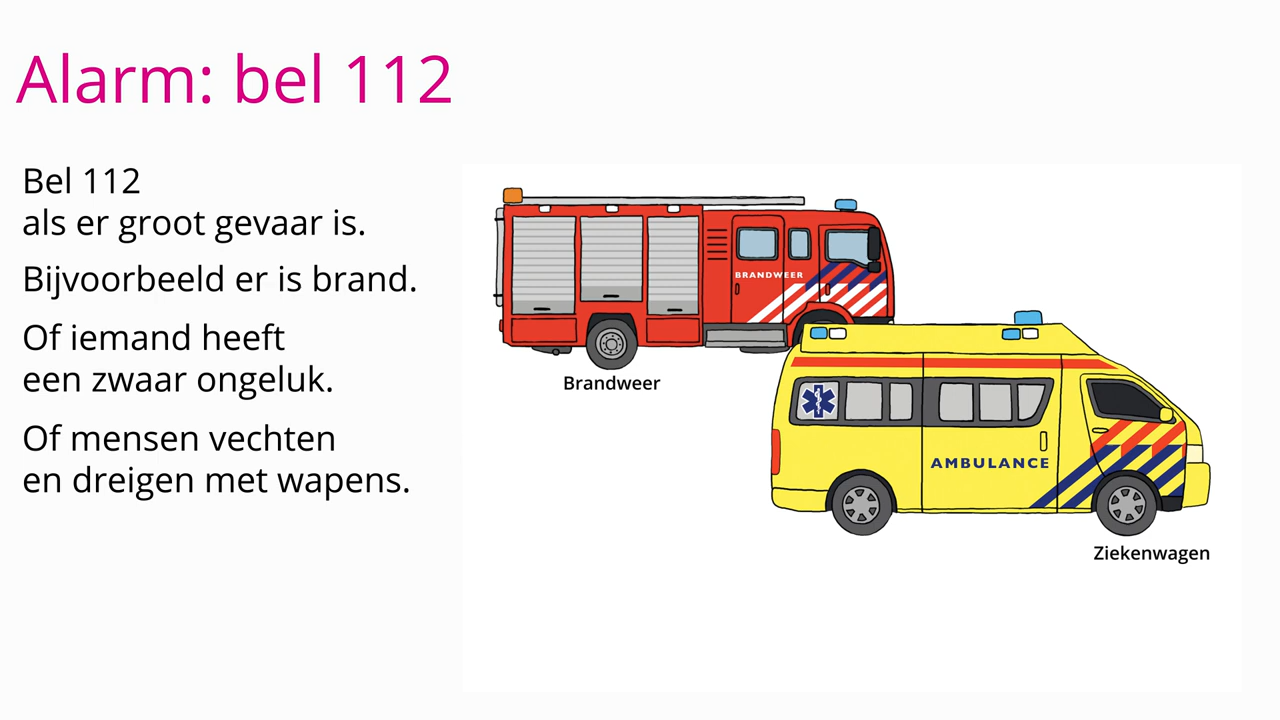 Alarm: bel 112
Bel 112
als er groot gevaar is.
Bijvoorbeeld er is brand.
Of iemand heeft
een zwaar ongeluk.
Of mensen vechten
en dreigen met wapens.
BRANDWEER
Brandweer
AMBULANCE
Ziekenwagen